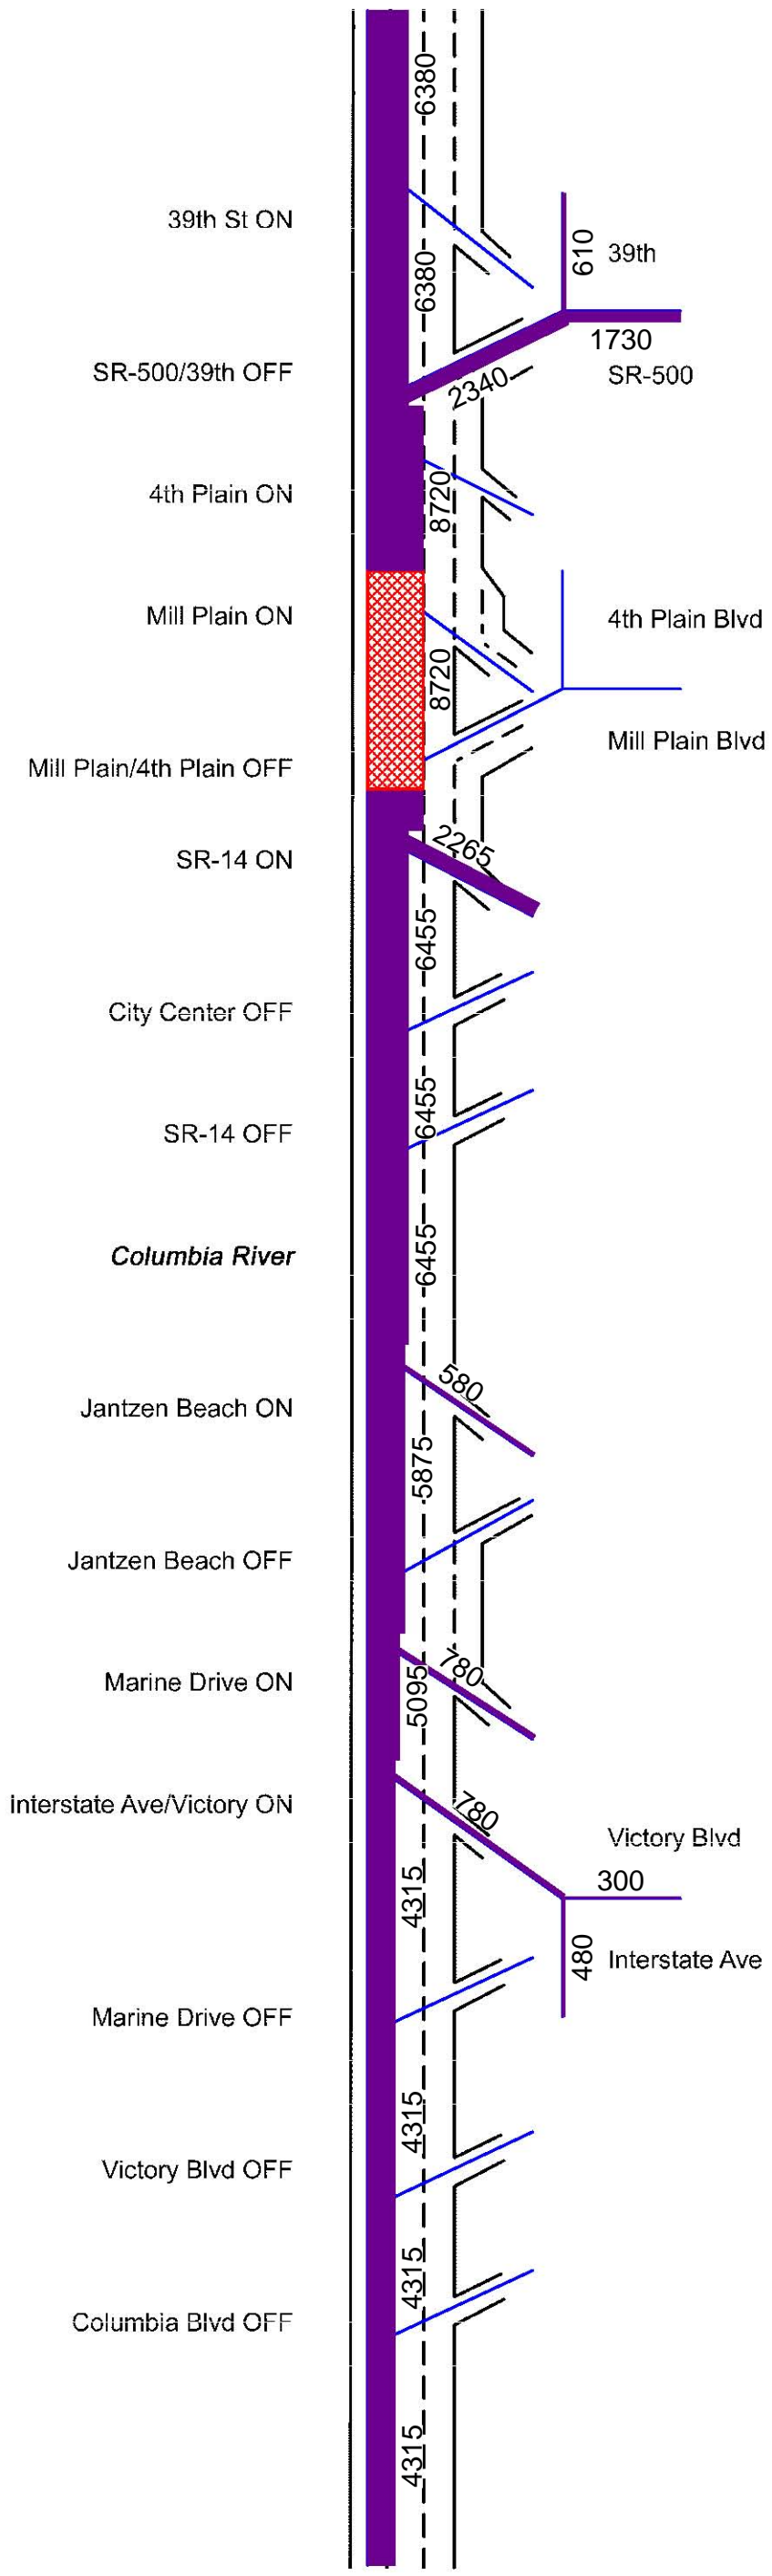 6380
39th St ON
610
39th
6380
1730
SR-500/39th OFF
2340
SR-500
4th Plain ON
8720
Mill Plain ON
4th Plain Blvd
8720
Mill Plain Blvd
Mill Plain/4th Plain OFF
2265
SR-14 ON
6455
City Center OFF
6455
SR-14 OFF
6455
Columbia River
580
Jantzen Beach ON
5875
Jantzen Beach OFF
780
Marine Drive ON
5095
Interstate Ave/Victory ON
780
Victory Blvd
300
4315
480
Interstate Ave
Marine Drive OFF
4315
Victory Blvd OFF
4315
Columbia Blvd OFF
4315